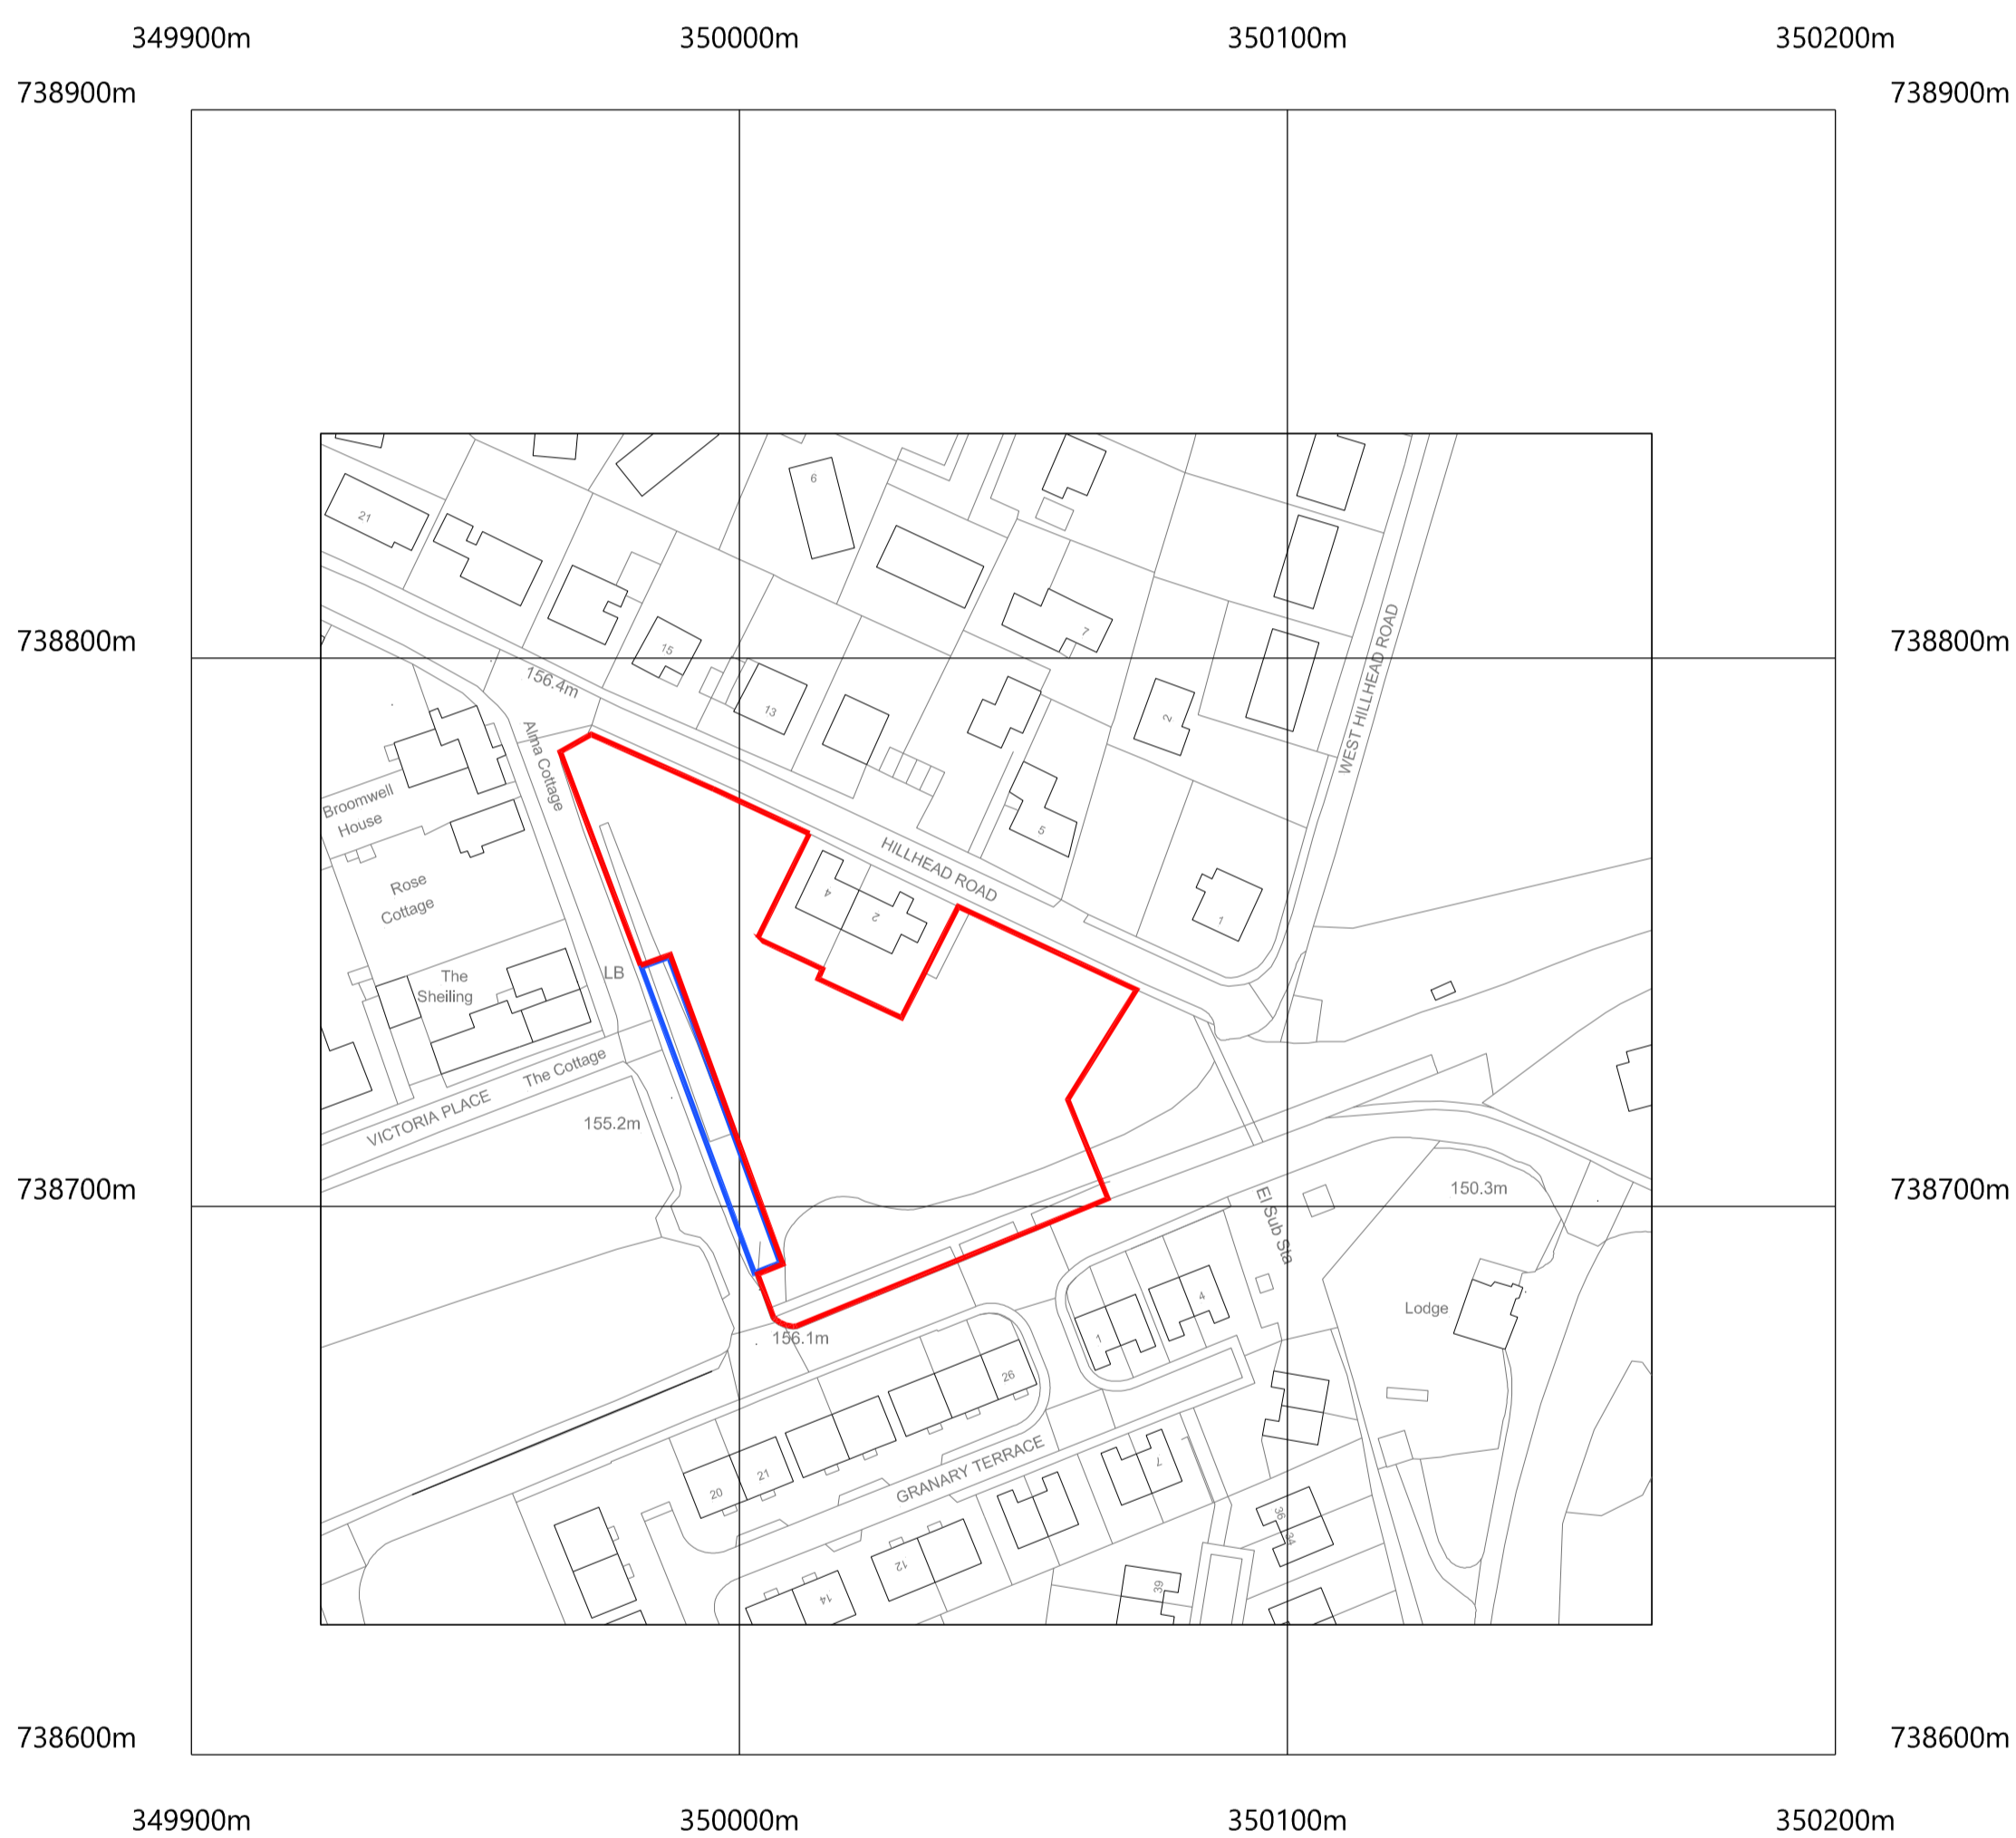 349900m 350000m 350100m 350200m
738900m 738900m
6
21
7
15
738800m 738800m
156.4m
13
2
WEST HILLHEAD ROAD
Alma Cottage
Broomwell
House
5
HILLHEAD ROAD
4
2
Rose
Cottage
1
LB
The
Sheiling
The Cottage
VICTORIA PLACE
155.2m
738700m 738700m
150.3m
El Sub Sta
4
Lodge
1
156.1m
26
GRANARY TERRACE
21
20
7
36
34
12
14
39
738600m 738600m
349900m 350000m 350100m 350200m